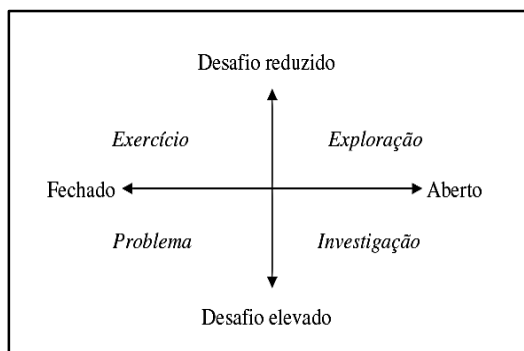 Desafio reduzido
Exercício Exploração
Fechado Aberto
Problema Investigação
Desafio elevado